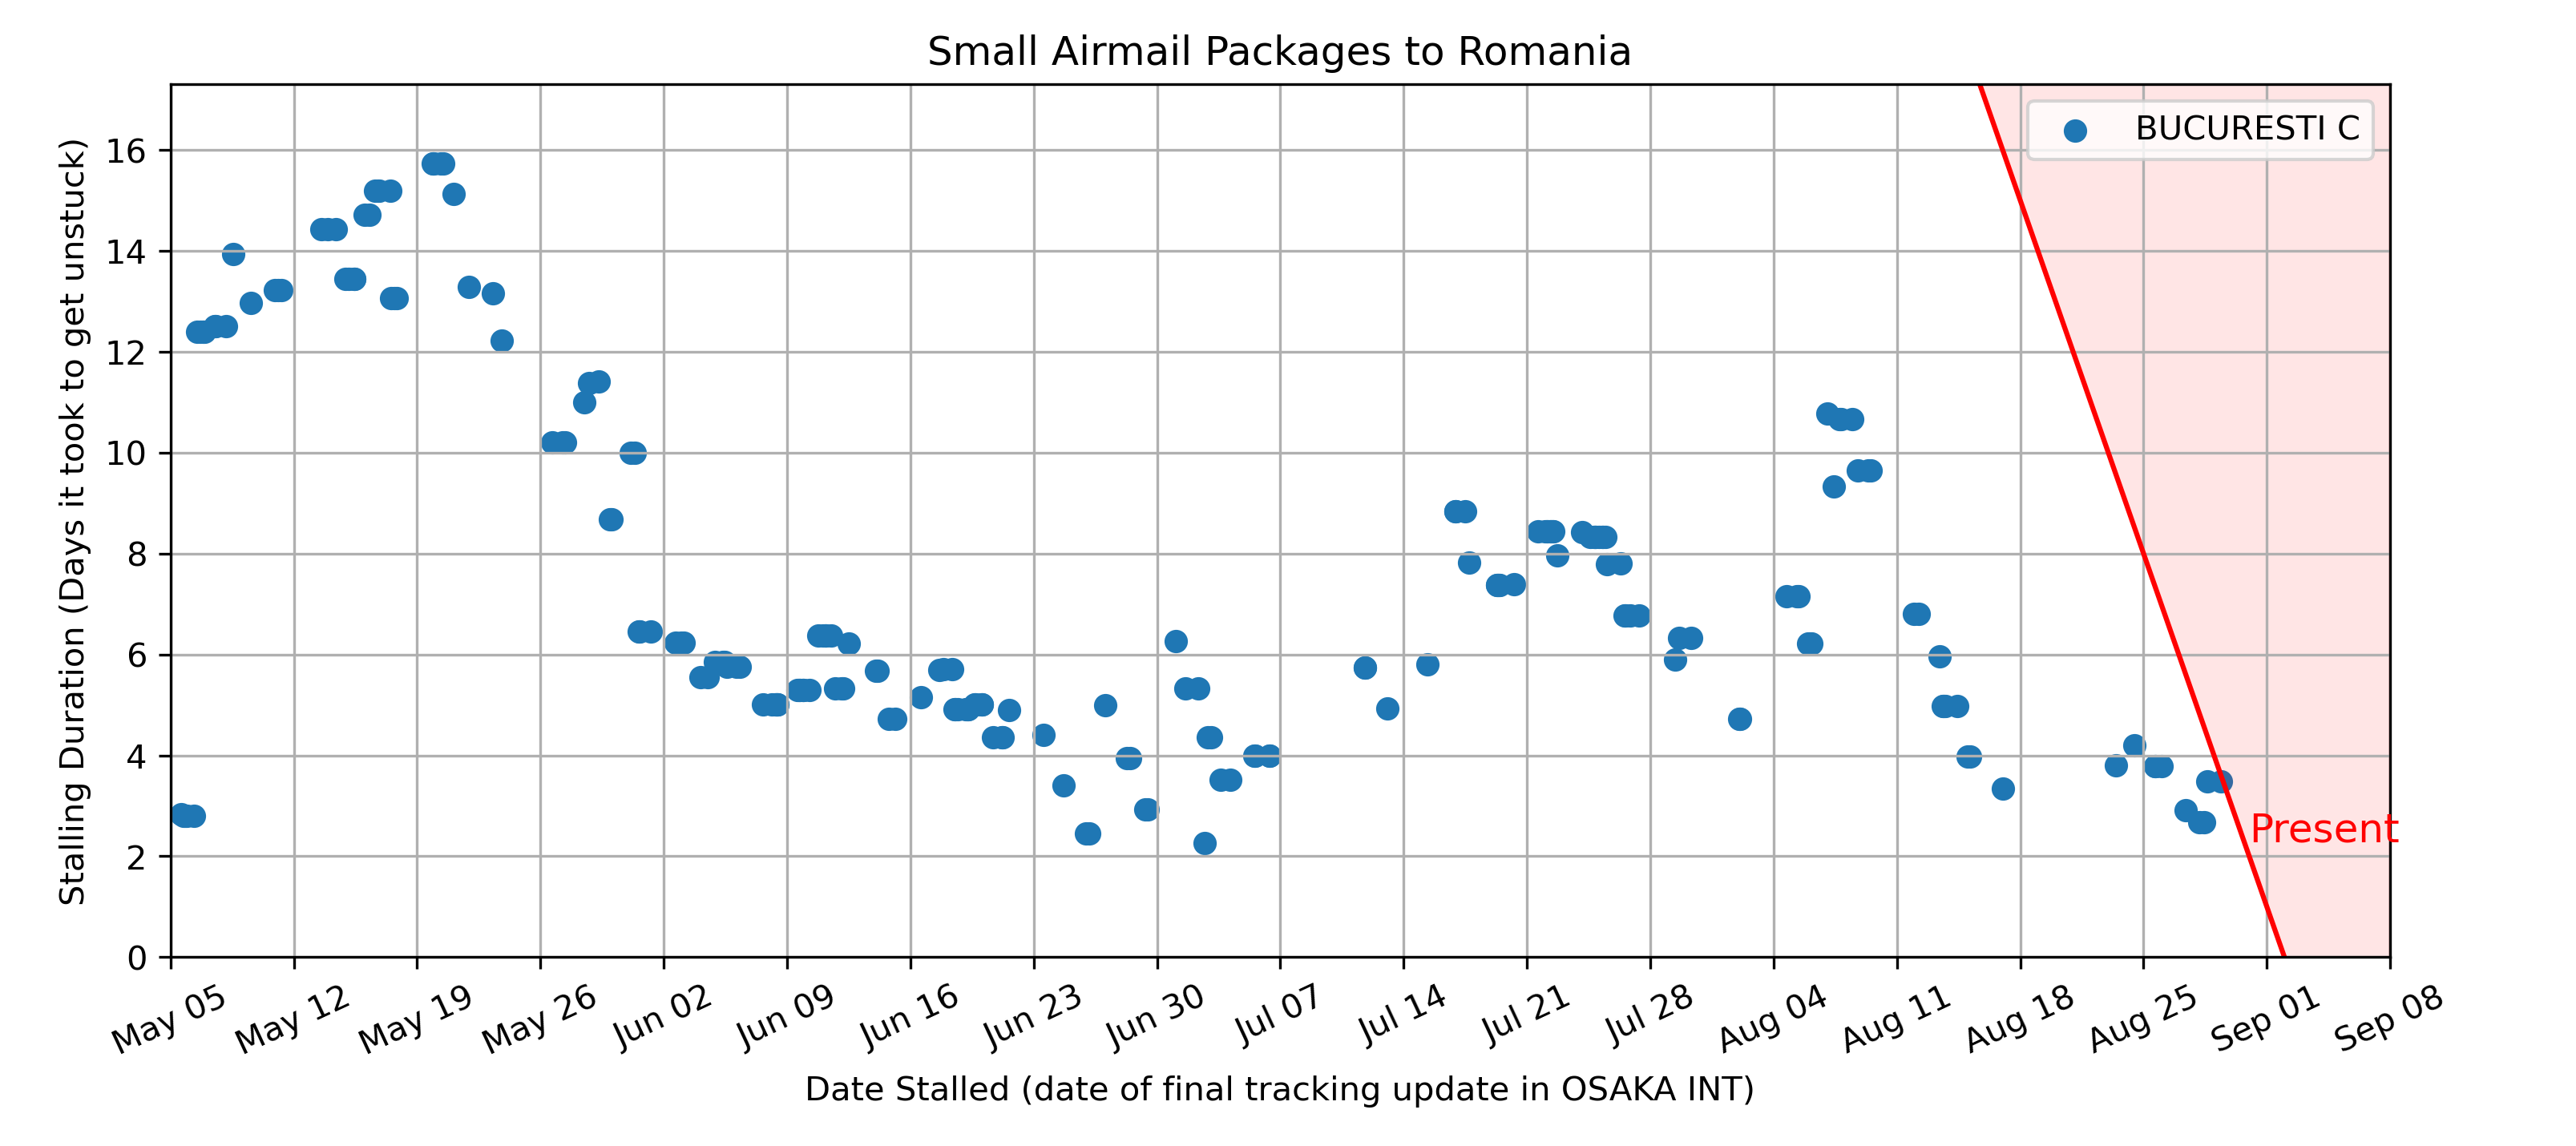 Small Airmail Packages to Romania
BUCURESTI C
Stalling Duration (Days it took to get unstuck)
16
14
12
10
8
6
4
2
0
Present
May 05
May 12
May 19
May 26
Jun 02
Jun 09
Jun 16
Jun 23
Jun 30
Jul 07
Jul 14
Jul 21
Jul 28
Aug 04
Aug 11
Aug 18
Aug 25
Sep 01
Sep 08
Date Stalled (date of final tracking update in OSAKA INT)